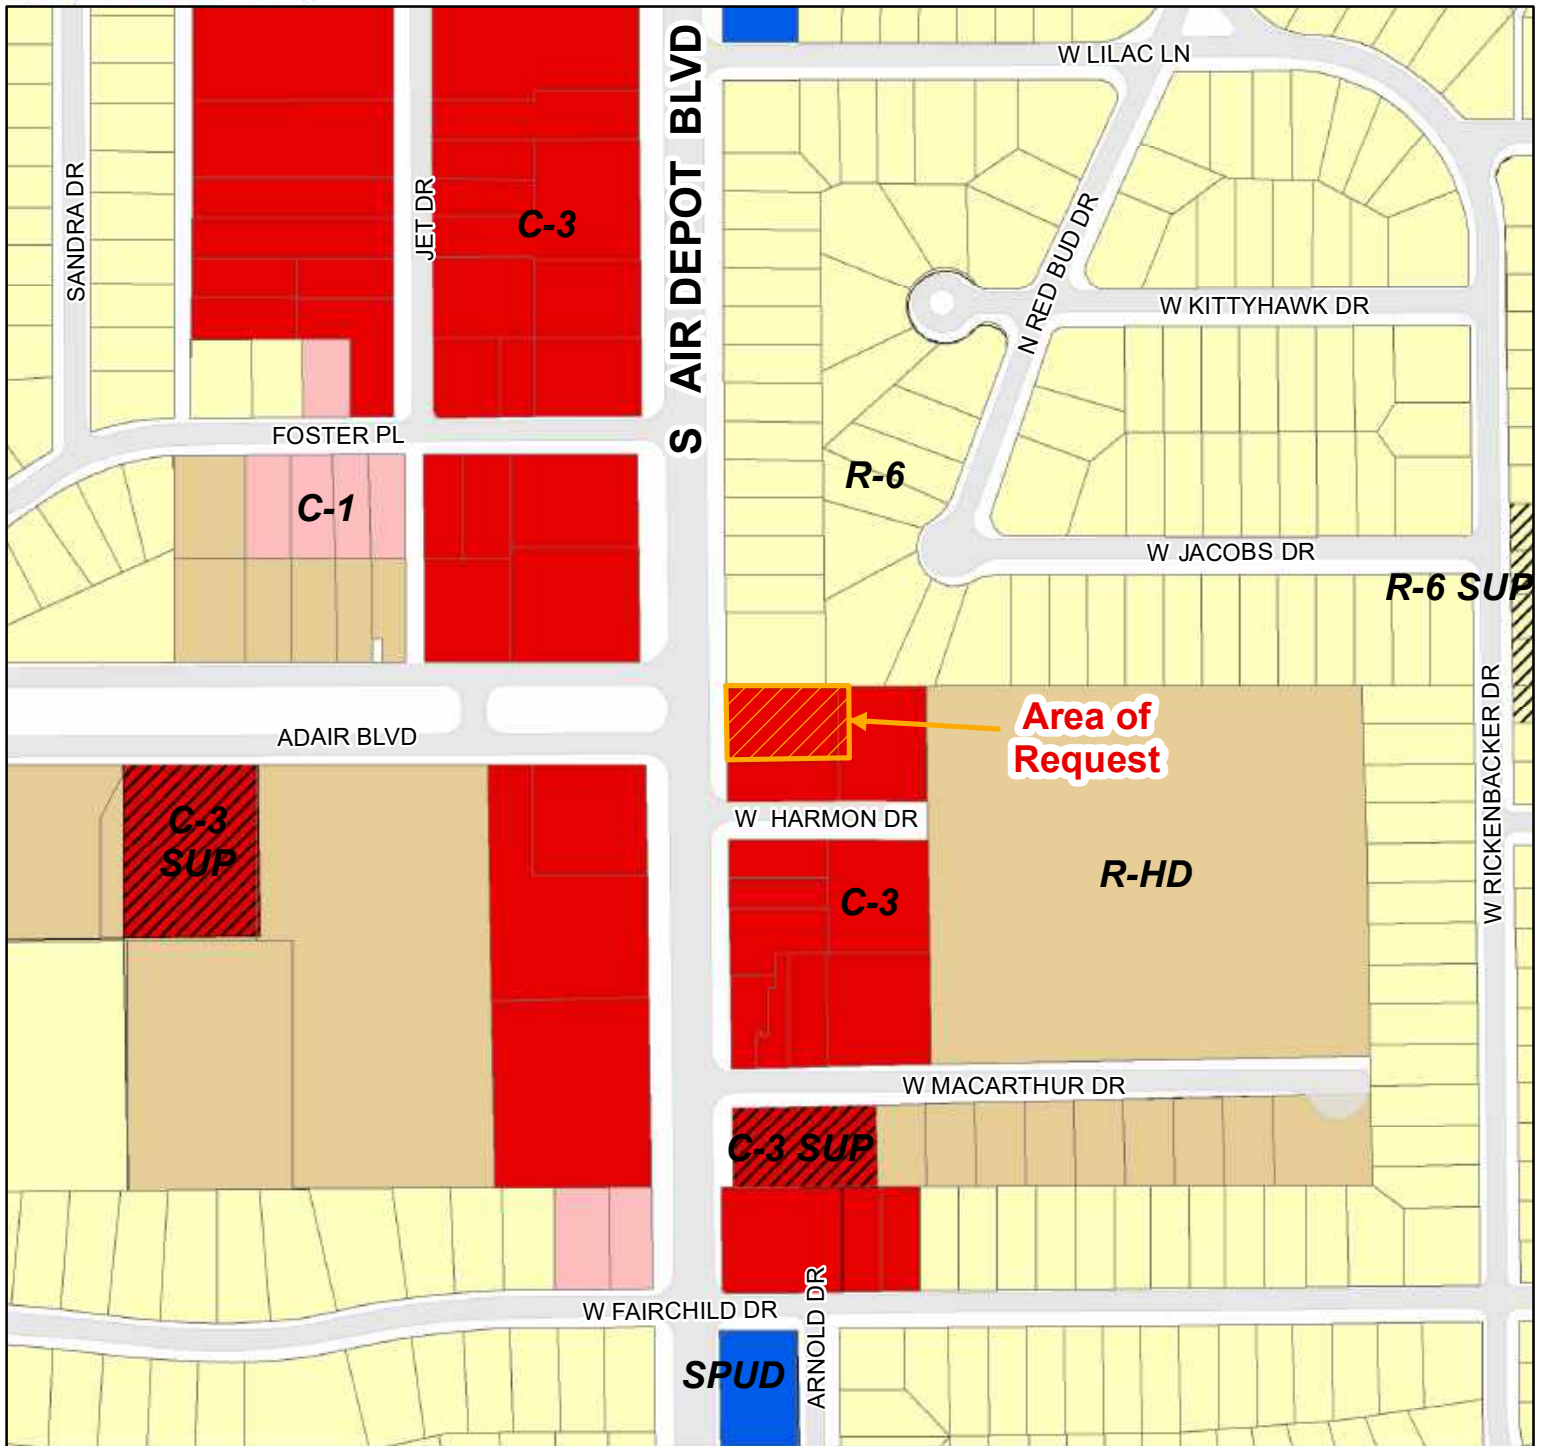 W LILAC LN
S AIR DEPOT BLVD
SANDRA DR
JET DR
C-3
N RED BUD DR
W KITTYHAWK DR
FOSTER PL
R-6
C-1
W JACOBS DR
R-6 SUP
W RICKENBACKER DR
Area of
Request
ADAIR BLVD
C-3
SUP
W HARMON DR
C-3
R-HD
W MACARTHUR DR
C-3 SUP
W FAIRCHILD DR
ARNOLD DR
SPUD